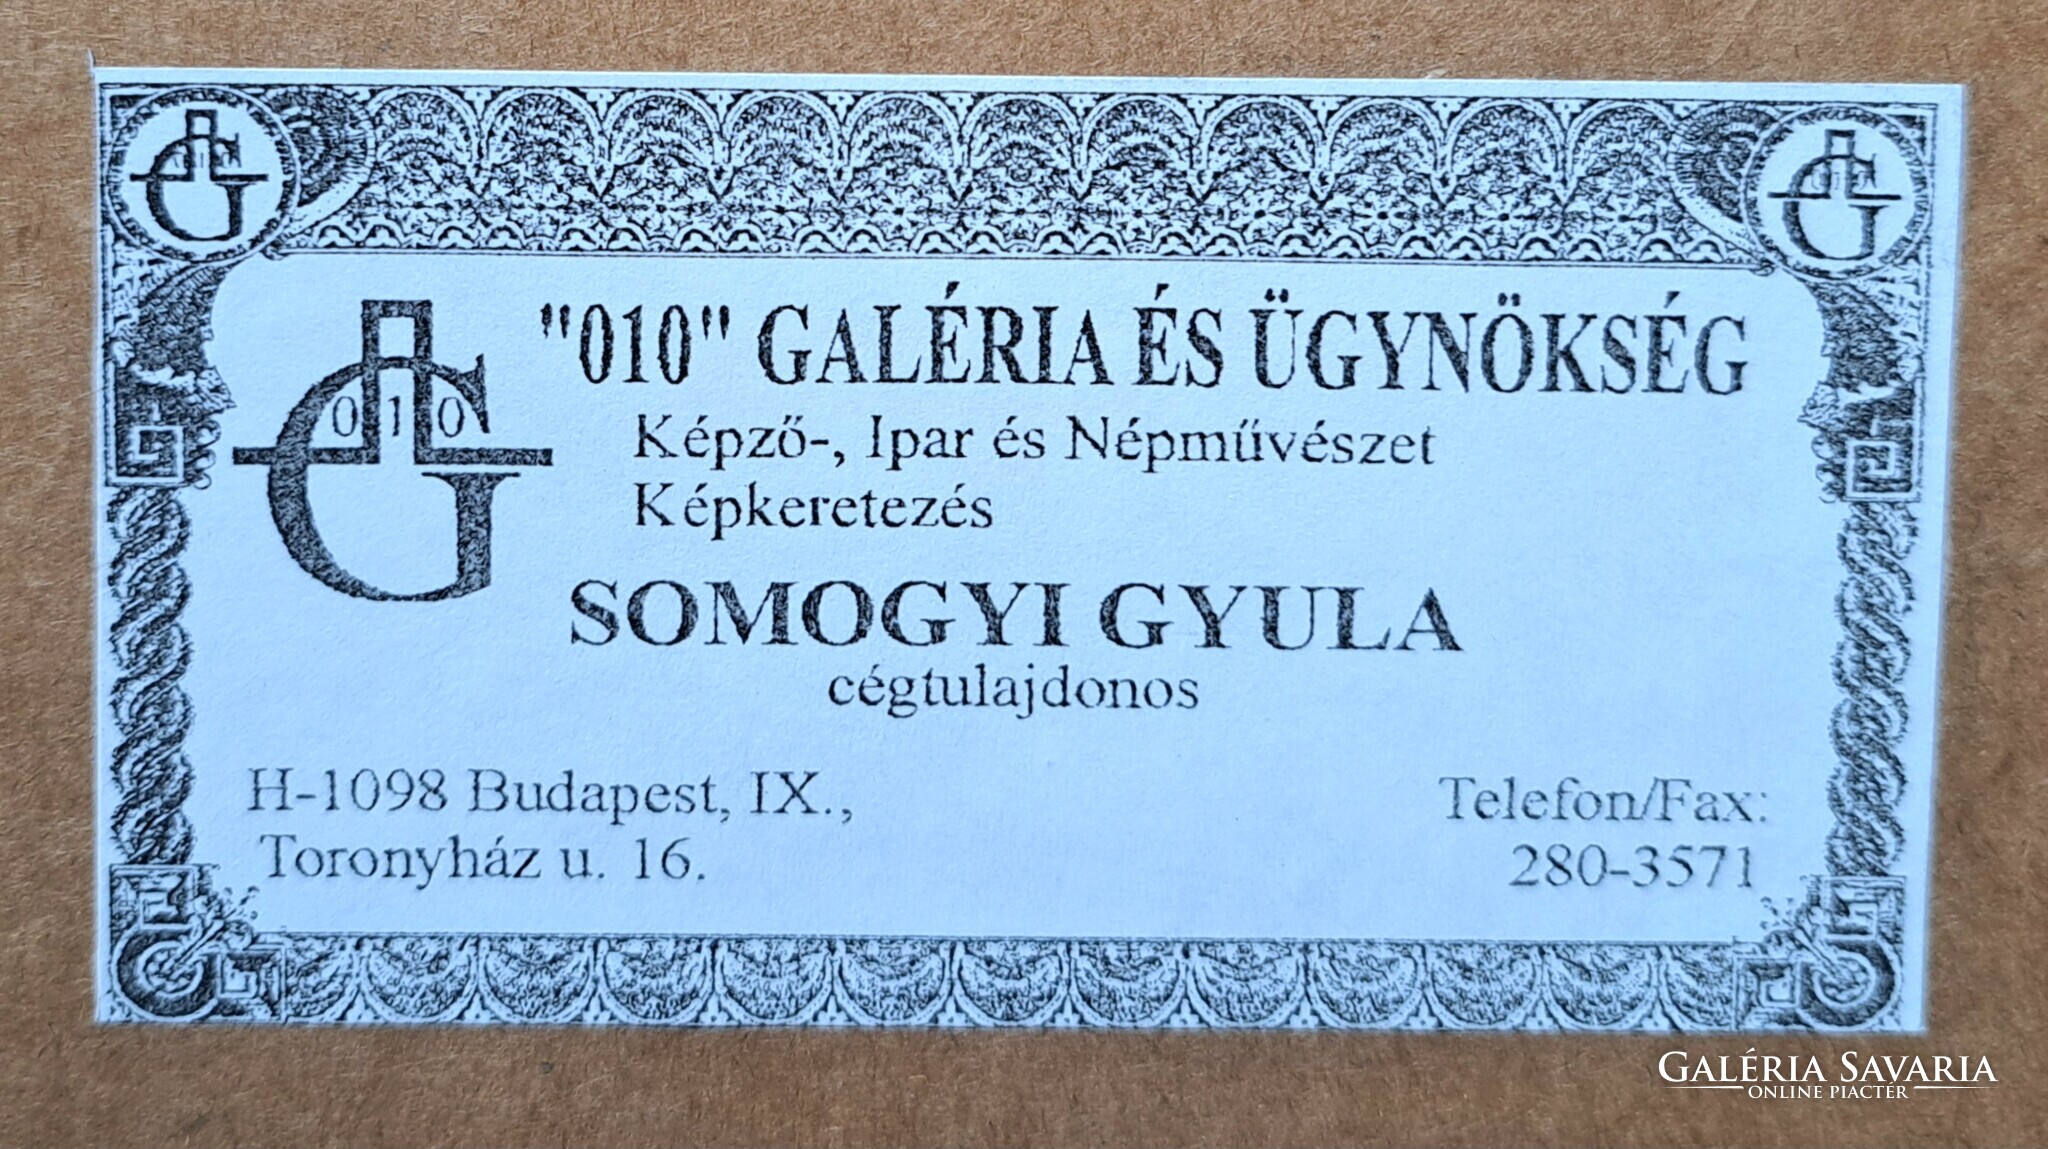 "010" GALÉRIA ÉS ÜGYNÖKSÉG
010
Képző-, Ipar és Népművészet
Képkeretezés
SOMOGYI GYULA
cégtulajdonos
H-1098 Budapest, IX.,
Toronyház u. 16.
Telefon/Fax:
280-3571
GALÉRIA SAVARIA
ONLINE PIACTÉR